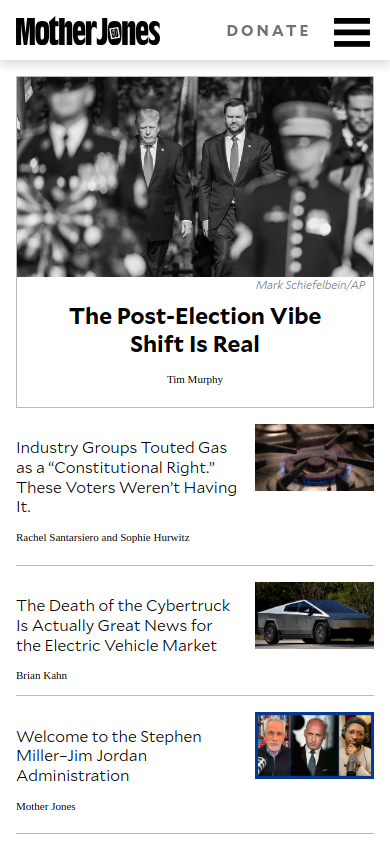 Mother Jones
DONATE
Mark Schiefelbein/AP
The Post-Election Vibe
Shift Is Real
Tim Murphy
Industry Groups Touted Gas
as a “Constitutional Right.”
These Voters Weren’t Having
It.
Rachel Santarsiero and Sophie Hurwitz
The Death of the Cybertruck
Is Actually Great News for
the Electric Vehicle Market
Brian Kahn
Welcome to the Stephen
Miller–Jim Jordan
Administration
Mother Jones